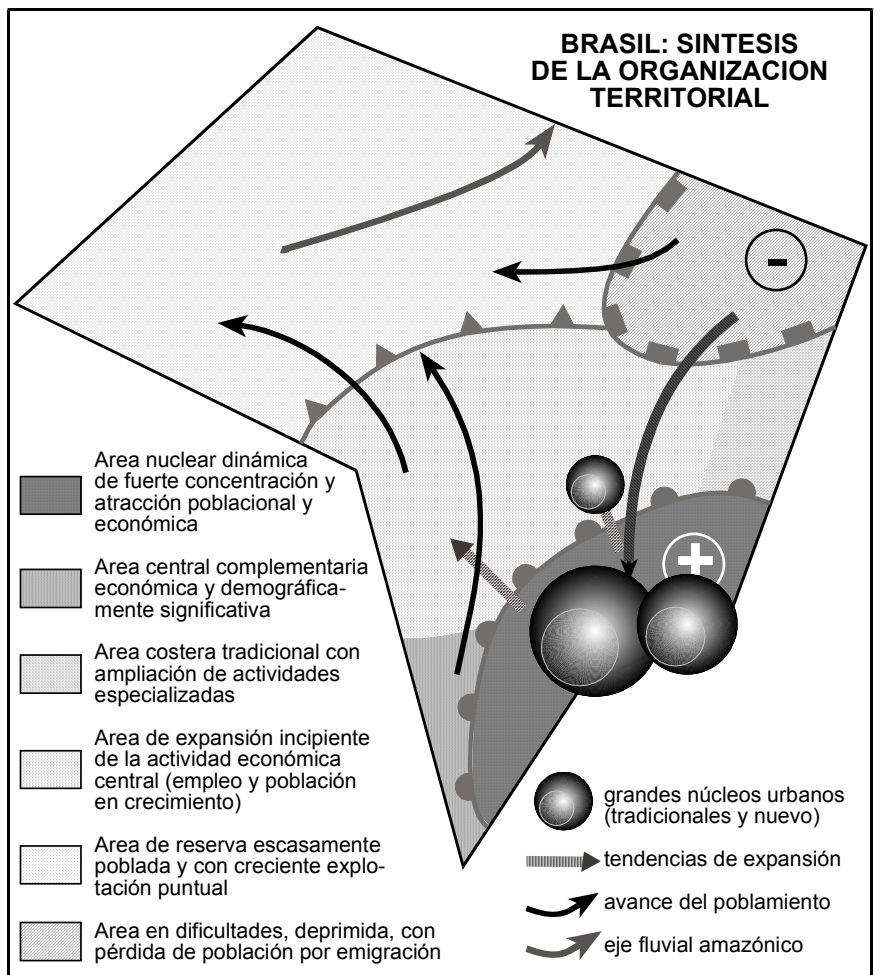 BRASIL: SINTESIS
DE LA ORGANIZACION
TERRITORIAL
-
+
Area nuclear dinámica
de fuerte concentración y
atracción poblacional y
económica
Area central complementaria
económica y demográfica-
mente significativa
Area costera tradicional con
ampliación de actividades
especializadas
Area de expansión incipiente
de la actividad económica
central (empleo y población
en crecimiento)
Area de reserva escasamente
poblada y con creciente explo-
tación puntual
Area en dificultades, deprimida, con
pérdida de población por emigración
grandes núcleos urbanos
(tradicionales y nuevo)
tendencias de expansión
avance del poblamiento
eje fluvial amazónico